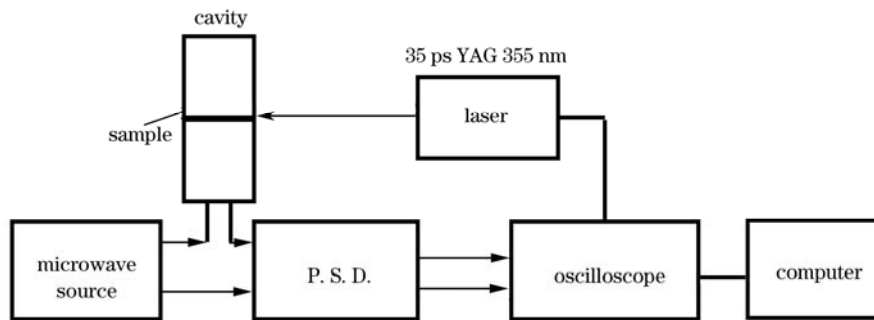 cavity
35 ps YAG 355 nm
laser
sample
microwave
source
P. S. D.
oscilloscope
computer